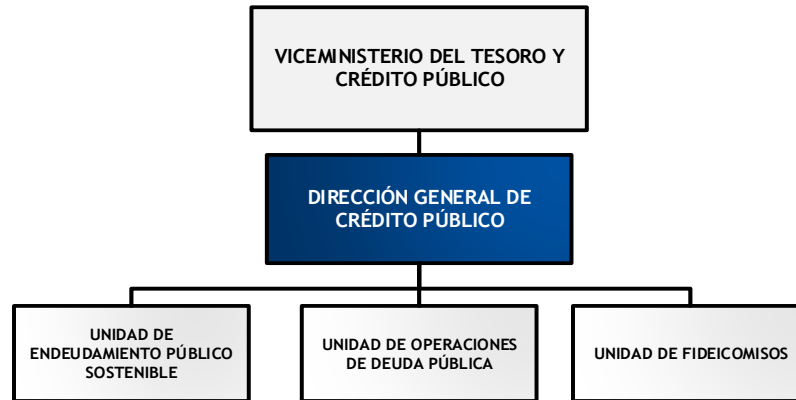 VICEMINISTERIO DEL TESORO Y
CRÉDITO PÚBLICO
DIRECCIÓN GENERAL DE
CRÉDITO PÚBLICO
UNIDAD DE
ENDEUDAMIENTO PÚBLICO
SOSTENIBLE
UNIDAD DE OPERACIONES
DE DEUDA PÚBLICA
UNIDAD DE FIDEICOMISOS